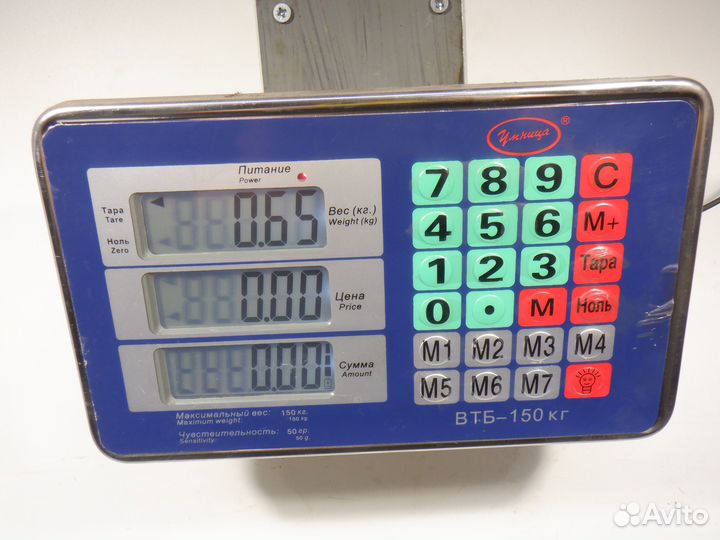 Умница ®
Питание
Power
Тара
Tare
0.65
Вес (кг.)
Weight (kg)
Ноль
Zero
0.00
Цена
Price
0.00
Сумма
Amount
7 8 9 C
4 5 6 M+
1 2 3 Тара
0 • M Ноль
M1 M2 M3 M4
M5 M6 M7
Максимальный вес: 150 кг.
Maximum weight: 150 kg.
Чувствительность: 50 гр.
Sensitivity: 50 g.
ВТБ-150 кг
Avito